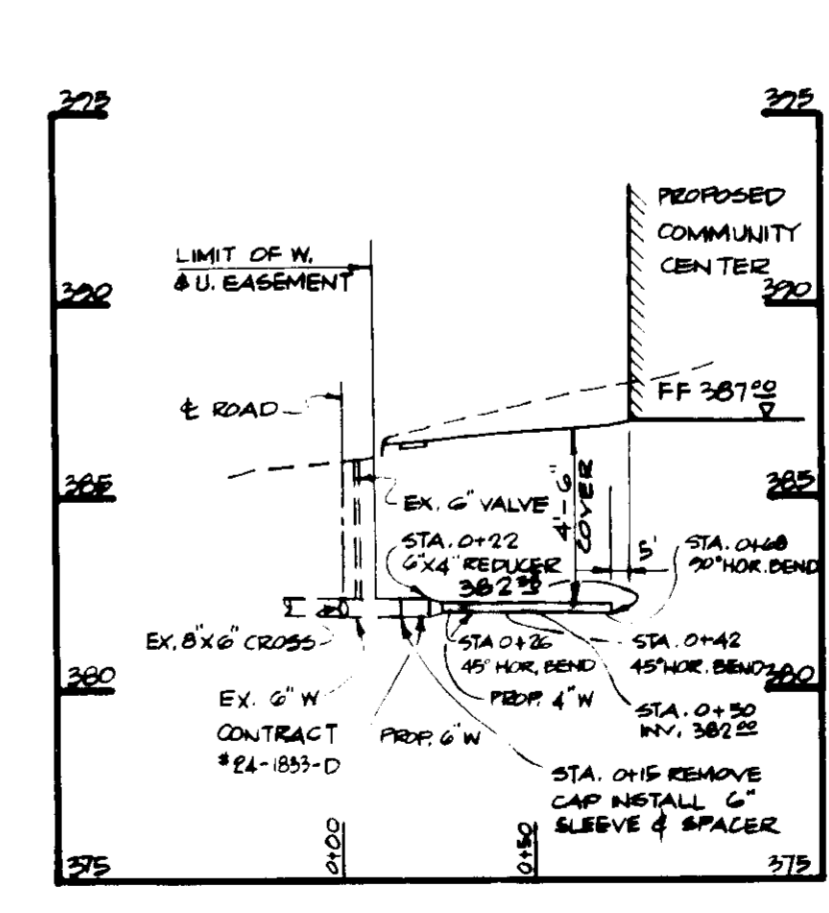 395
395
PROPOSED
COMMUNITY
CENTER
LIMIT OF W.
& U. EASEMENT
390
390
℄ ROAD
FF 387.00
385
385
EX. 6" VALVE
4'-6"
COVER
5'
STA. 0+22
6"X4" REDUCER
STA. 0+68
90° HOR. BEND
EX. 8"X6" CROSS
STA 0+26
45° HOR. BEND
STA. 0+42
45° HOR. BEND
380
380
EX. 6" W
CONTRACT
#24-1833-D
PROP. 6" W
PROP. 4" W
STA. 0+50
INV. 382.00
STA. 0+15 REMOVE
CAP INSTALL 6"
SLEEVE & SPACER
0+00
0+50
375
375